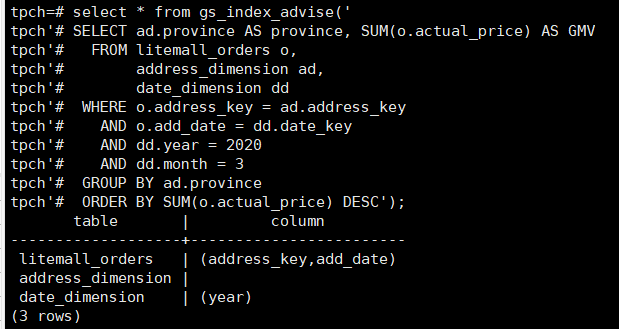 tpch=# select * from gs_index_advise('
tpch'# SELECT ad.province AS province, SUM(o.actual_price) AS GMV
tpch'#   FROM litemall_orders o,
tpch'#        address_dimension ad,
tpch'#        date_dimension dd
tpch'#  WHERE o.address_key = ad.address_key
tpch'#    AND o.add_date = dd.date_key
tpch'#    AND dd.year = 2020
tpch'#    AND dd.month = 3
tpch'#  GROUP BY ad.province
tpch'#  ORDER BY SUM(o.actual_price) DESC');
       table       |         column
-------------------+------------------------
 litemall_orders   | (address_key,add_date)
 address_dimension |
 date_dimension    | (year)
(3 rows)